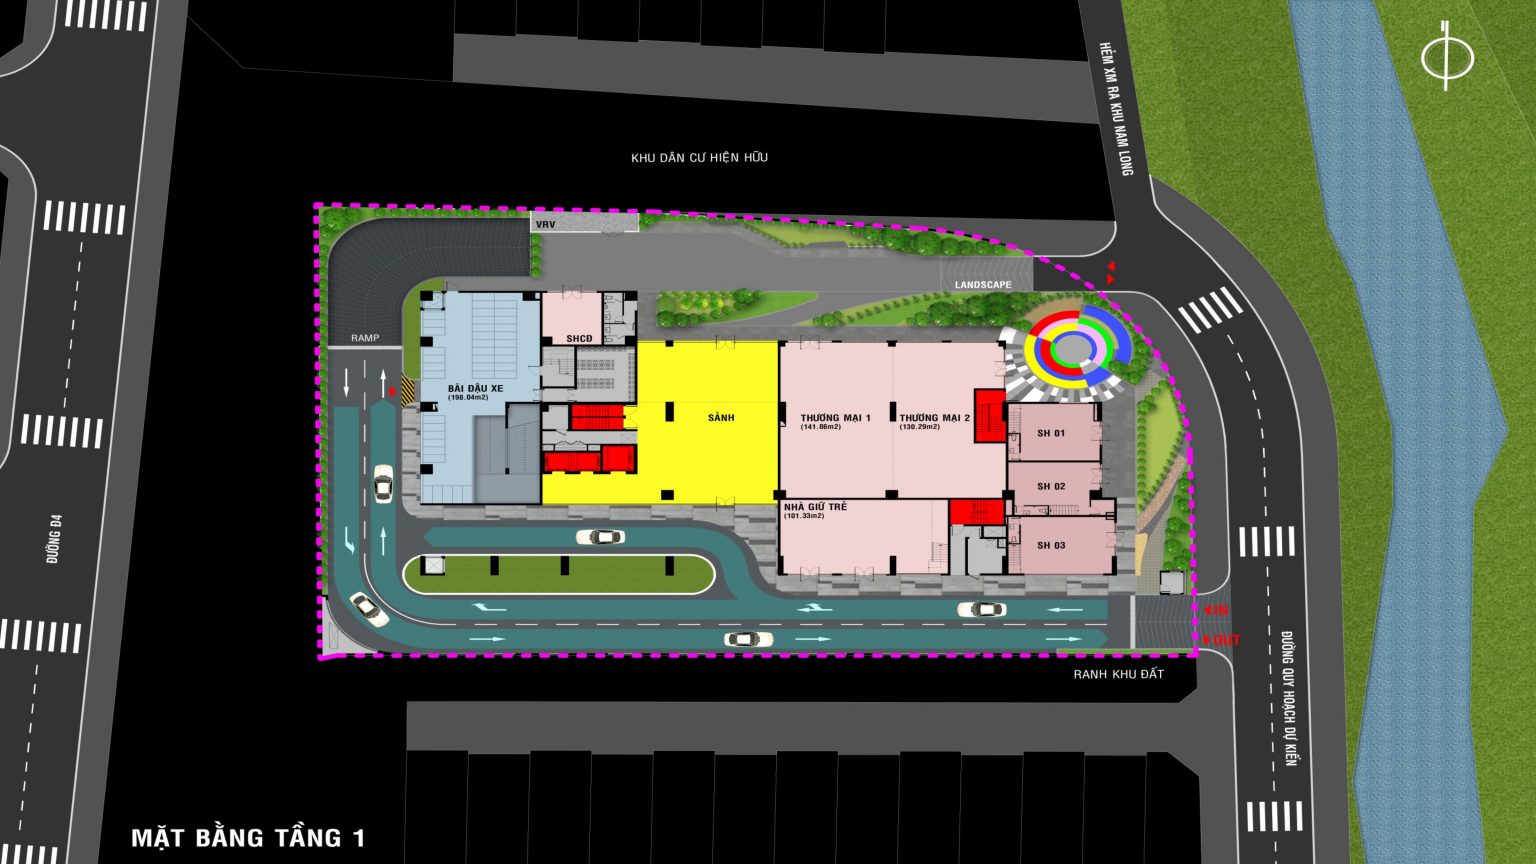 HẺM XM RA KHU NAM LONG
KHU DÂN CƯ HIỆN HỮU
VRV
LANDSCAPE
RAMP
SHCĐ
BÃI ĐẬU XE
(198.04m2)
SẢNH
THƯƠNG MẠI 1
(141.86m2)
THƯƠNG MẠI 2
(130.29m2)
SH 01
SH 02
SH 03
NHÀ GIỮ TRẺ
(101.33m2)
ĐƯỜNG Đ4
IN
OUT
RANH KHU ĐẤT
ĐƯỜNG QUY HOẠCH DỰ KIẾN
MẶT BẰNG TẦNG 1